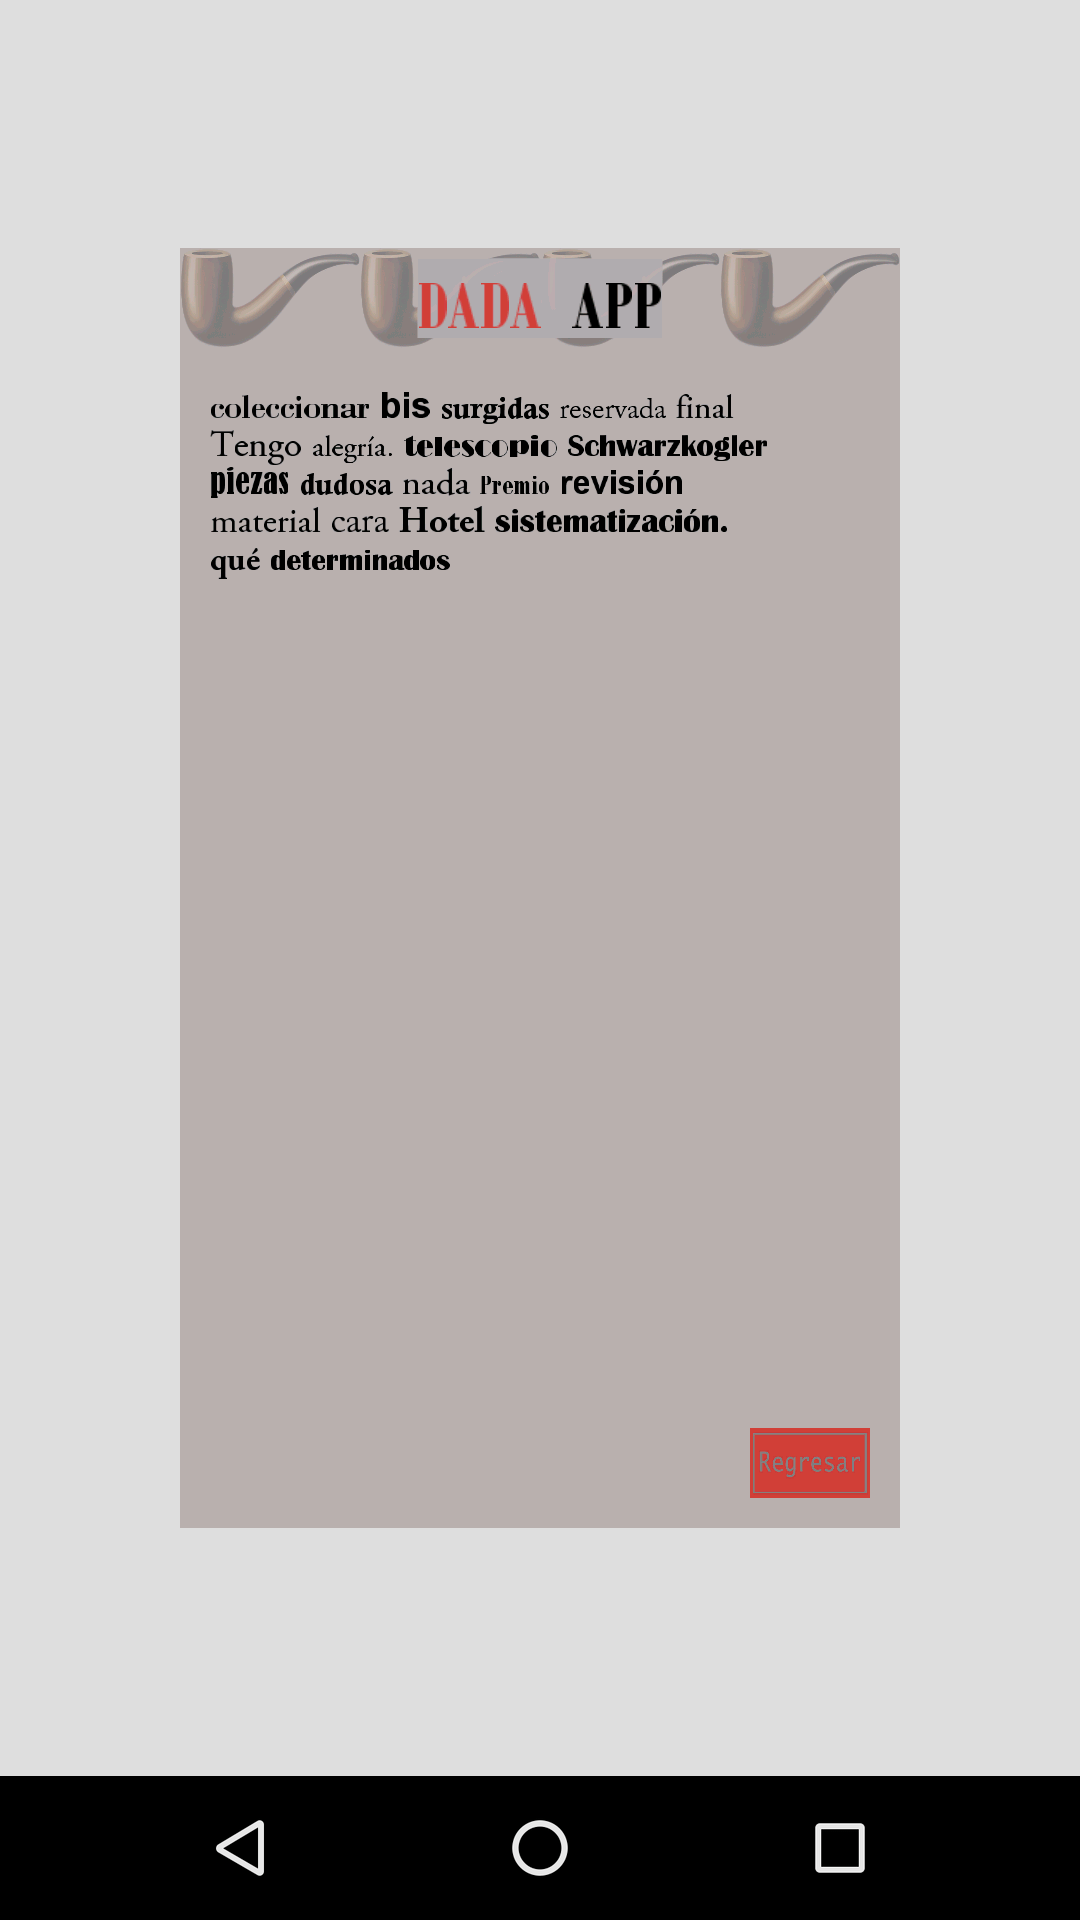 DADA APP
coleccionar bis surgidas reservada final
Tengo alegría. telescopio Schwarzkogler
piezas dudosa nada Premio revisión
material cara Hotel sistematización.
qué determinados
Regresar